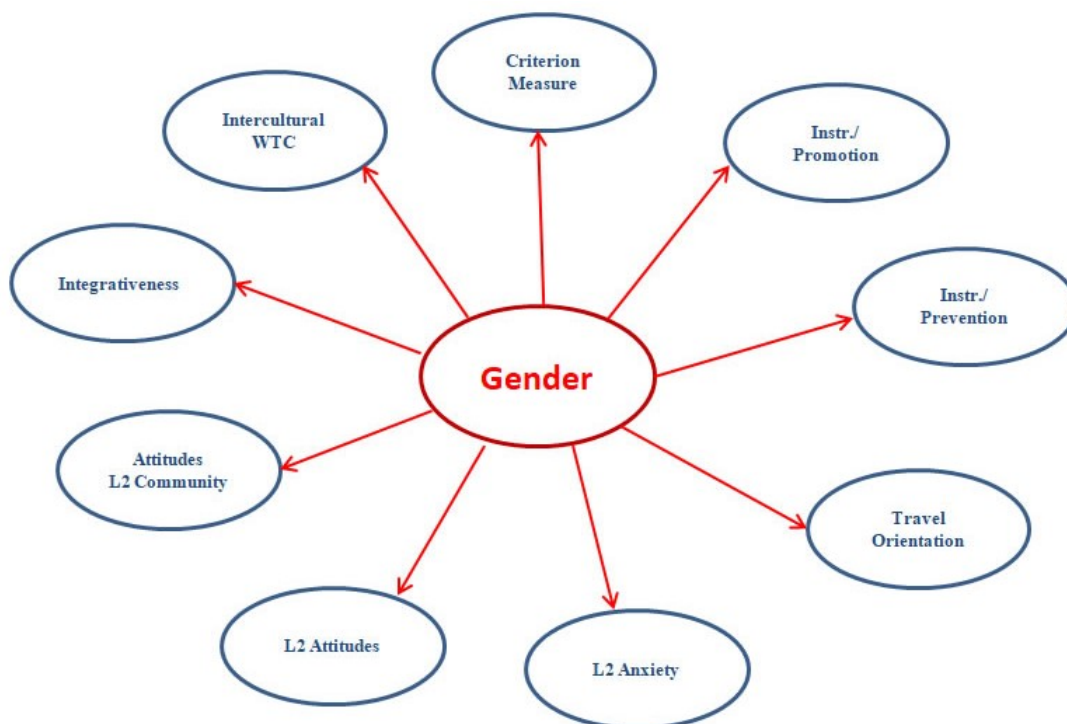 Criterion
Measure
Intercultural
WTC
Instr./
Promotion
Integrativeness
Instr./
Prevention
Gender
Attitudes
L2 Community
Travel
Orientation
L2 Attitudes
L2 Anxiety